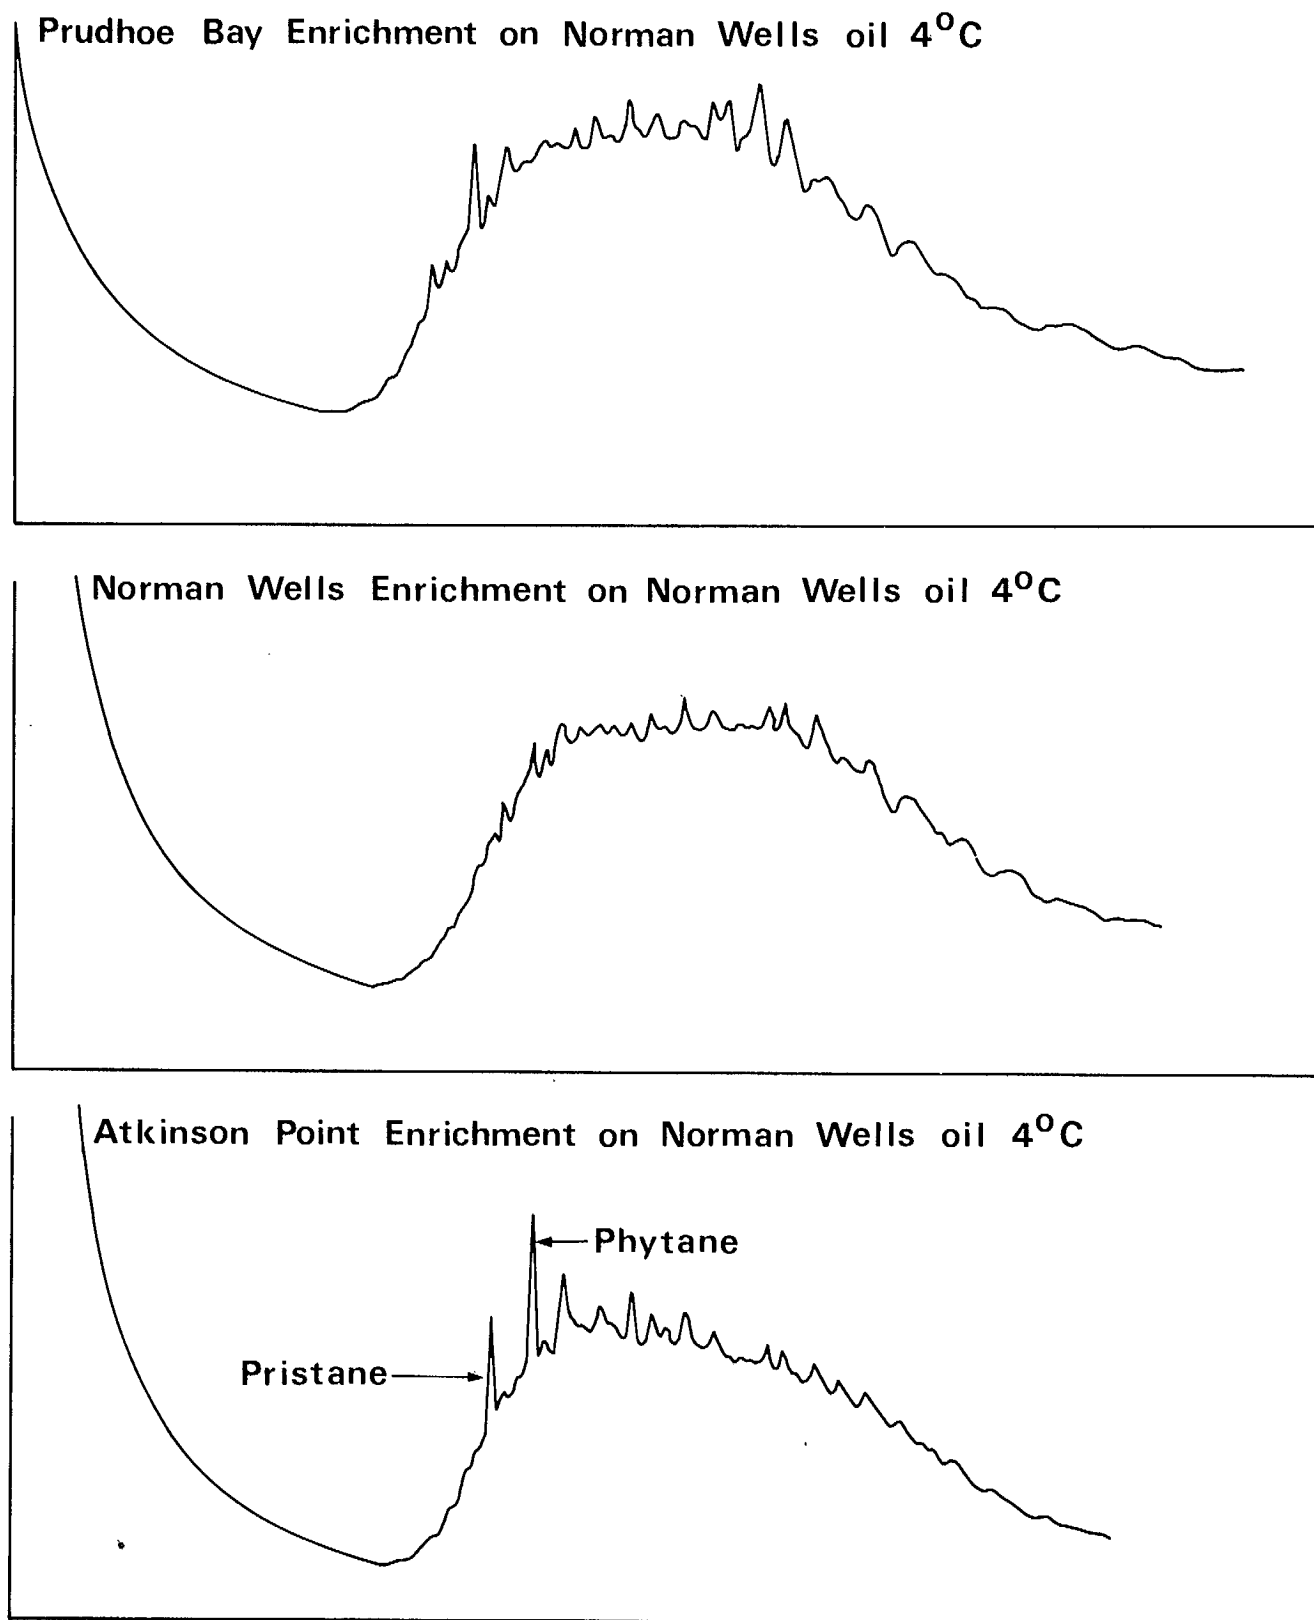 Prudhoe Bay Enrichment on Norman Wells oil 4°C
Norman Wells Enrichment on Norman Wells oil 4°C
Atkinson Point Enrichment on Norman Wells oil 4°C
Phytane
Pristane